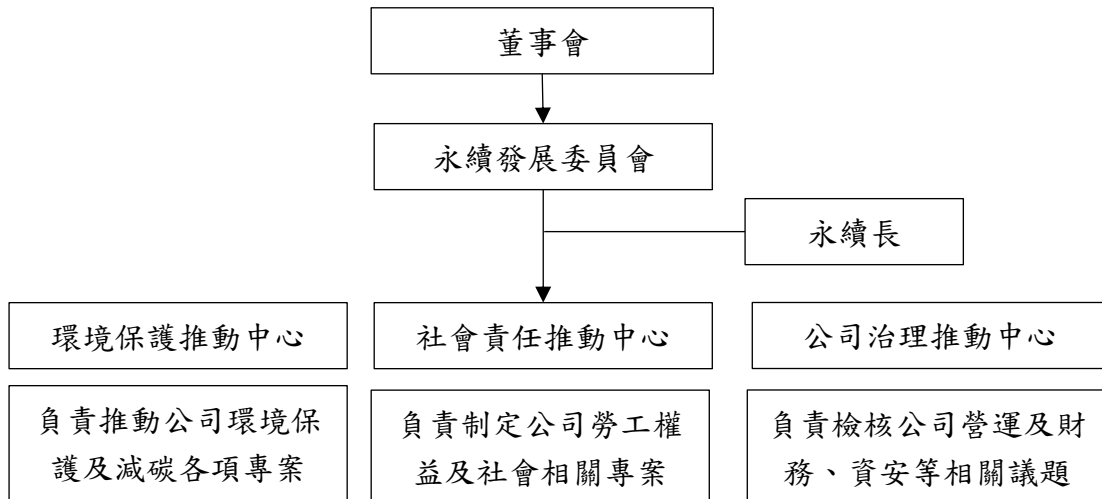 董事會
永續發展委員會
永續長
環境保護推動中心
社會責任推動中心
公司治理推動中心
負責推動公司環境保
護及減碳各項專案
負責制定公司勞工權
益及社會相關專案
負責檢核公司營運及財
務、資安等相關議題